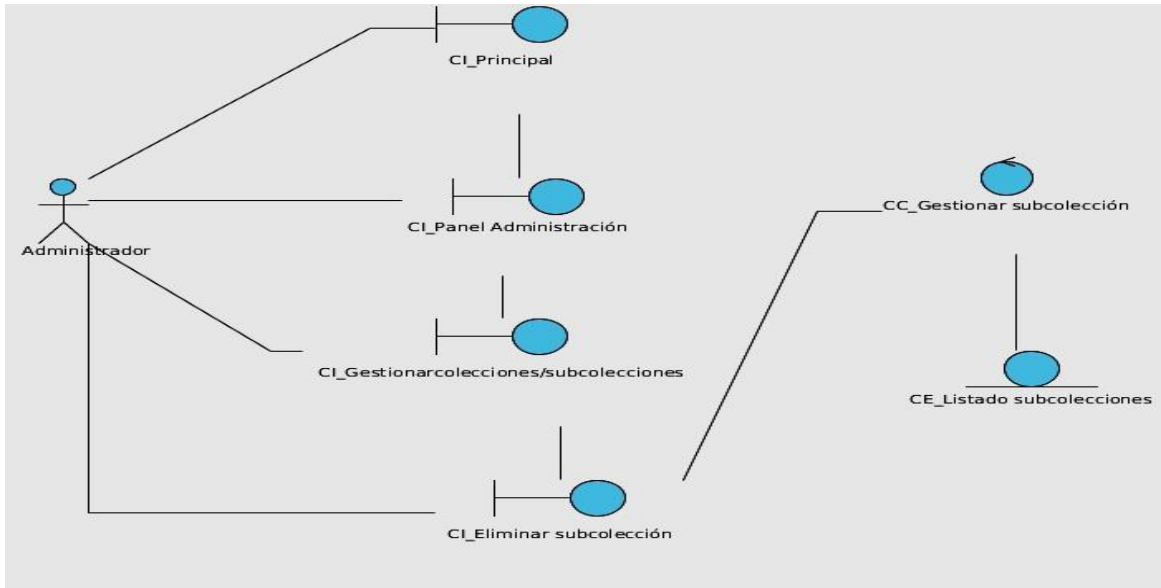 CI_Principal
CI_Panel Administración
CC_Gestionar subcolección
Administrador
CI_Gestionarcolecciones/subcolecciones
CE_Listado subcolecciones
CI_Eliminar subcolección